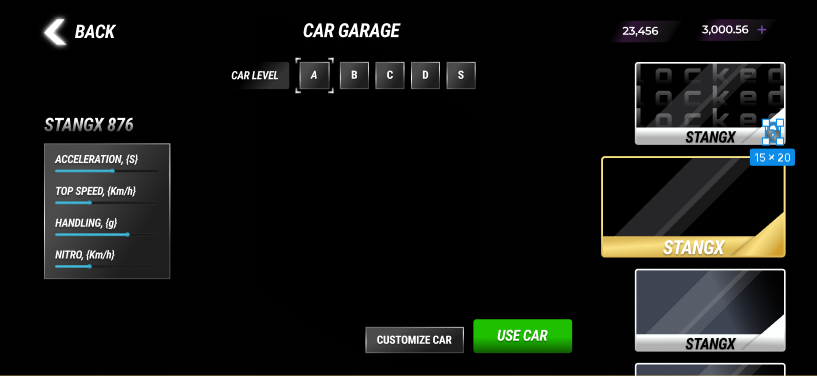 BACK
CAR GARAGE
23,456
3,000.56 +
CAR LEVEL
A
B
C
D
S
Locked
Locked
Locked
STANGX
15 × 20
STANGX 876
ACCELERATION, {S}
TOP SPEED, {Km/h}
HANDLING, {g}
NITRO, {Km/h}
STANGX
STANGX
CUSTOMIZE CAR
USE CAR